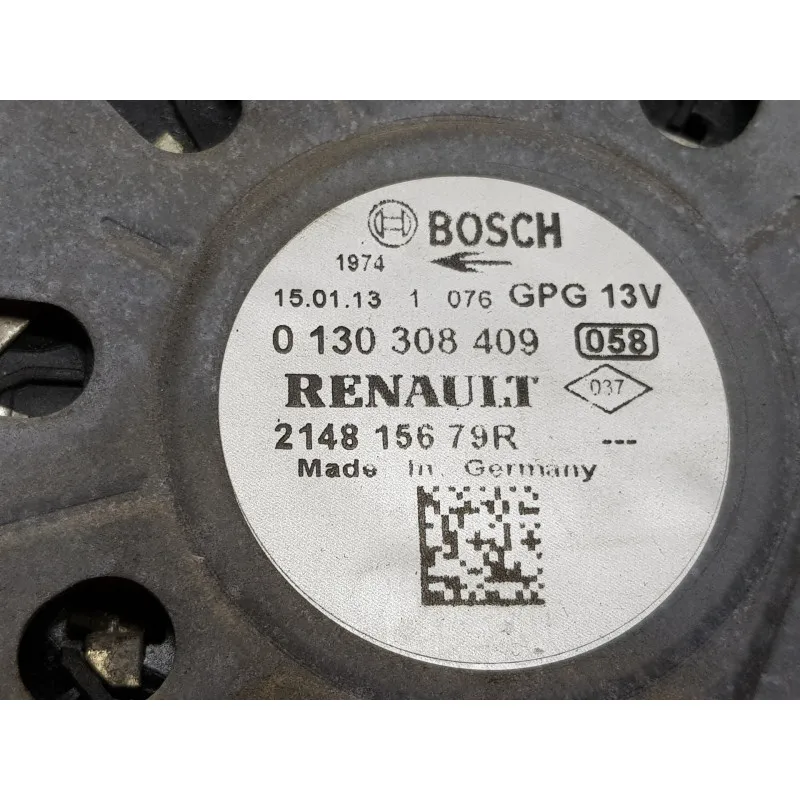 BOSCH
1974
15.01.13 1 076 GPG 13V
0 130 308 409 058
RENAULT 037
2148 156 79R ---
Made In Germany